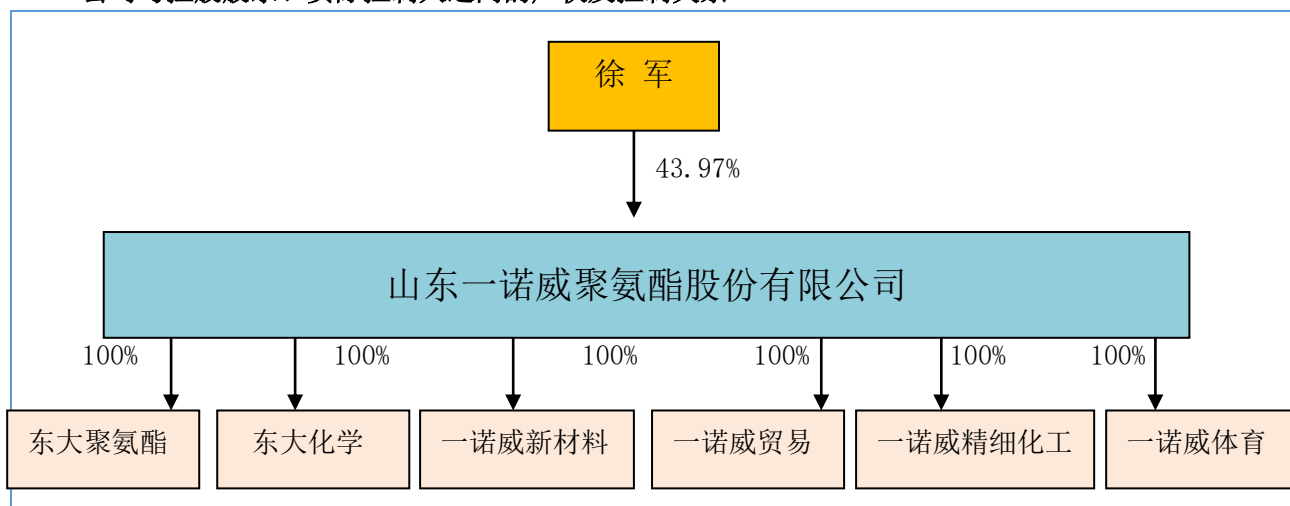 徐 军
43.97%
山东一诺威聚氨酯股份有限公司
100% 100% 100% 100% 100% 100%
东大聚氨酯 东大化学 一诺威新材料 一诺威贸易 一诺威精细化工 一诺威体育